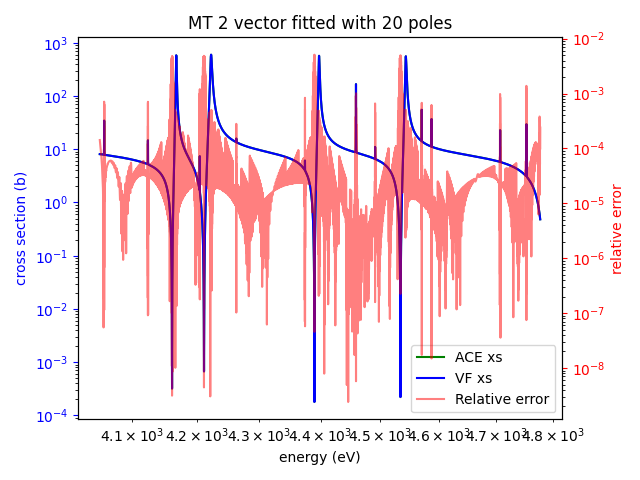 MT 2 vector fitted with 20 poles
10³
10²
10¹
10⁰
10⁻¹
10⁻²
10⁻³
10⁻⁴
cross section (b)
10⁻²
10⁻³
10⁻⁴
10⁻⁵
10⁻⁶
10⁻⁷
10⁻⁸
relative error
ACE xs
VF xs
Relative error
4.1 × 10³ 4.2 × 10³ 4.3 × 10³ 4.4 × 10³ 4.5 × 10³ 4.6 × 10³ 4.7 × 10³ 4.8 × 10³
energy (eV)